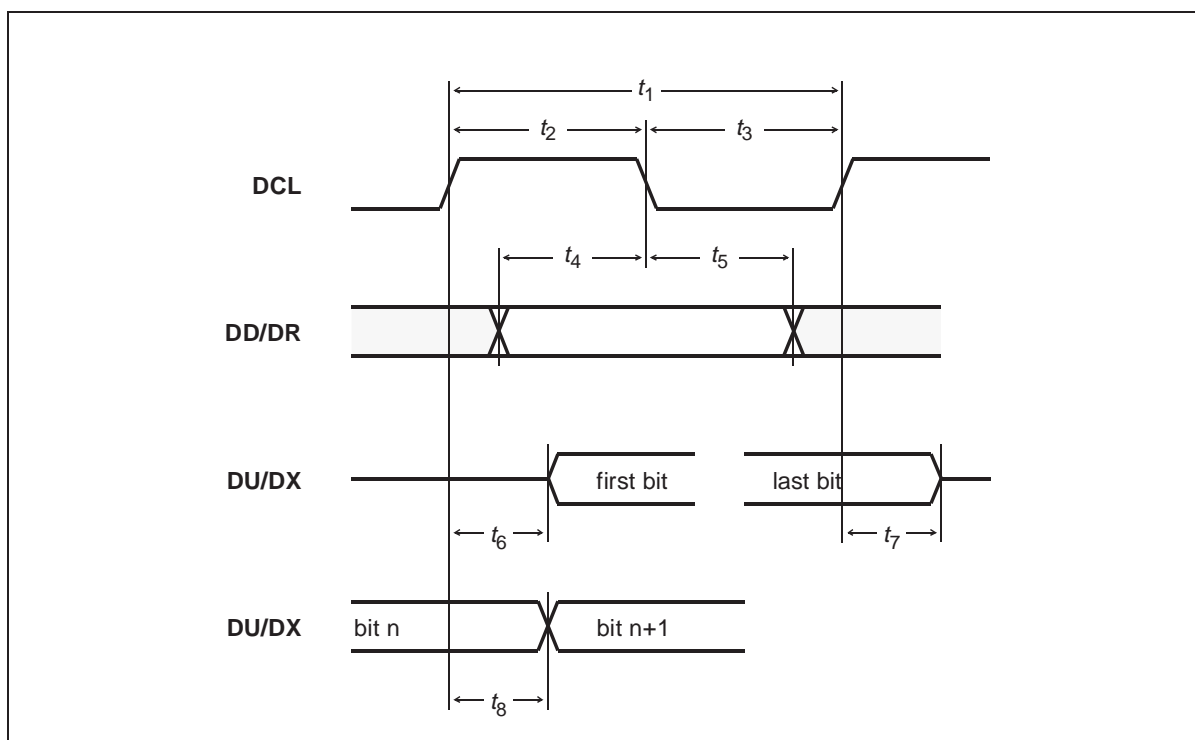 t1
t2
t3
DCL
t4
t5
DD/DR
DU/DX
first bit
last bit
t6
t7
DU/DX
bit n
bit n+1
t8